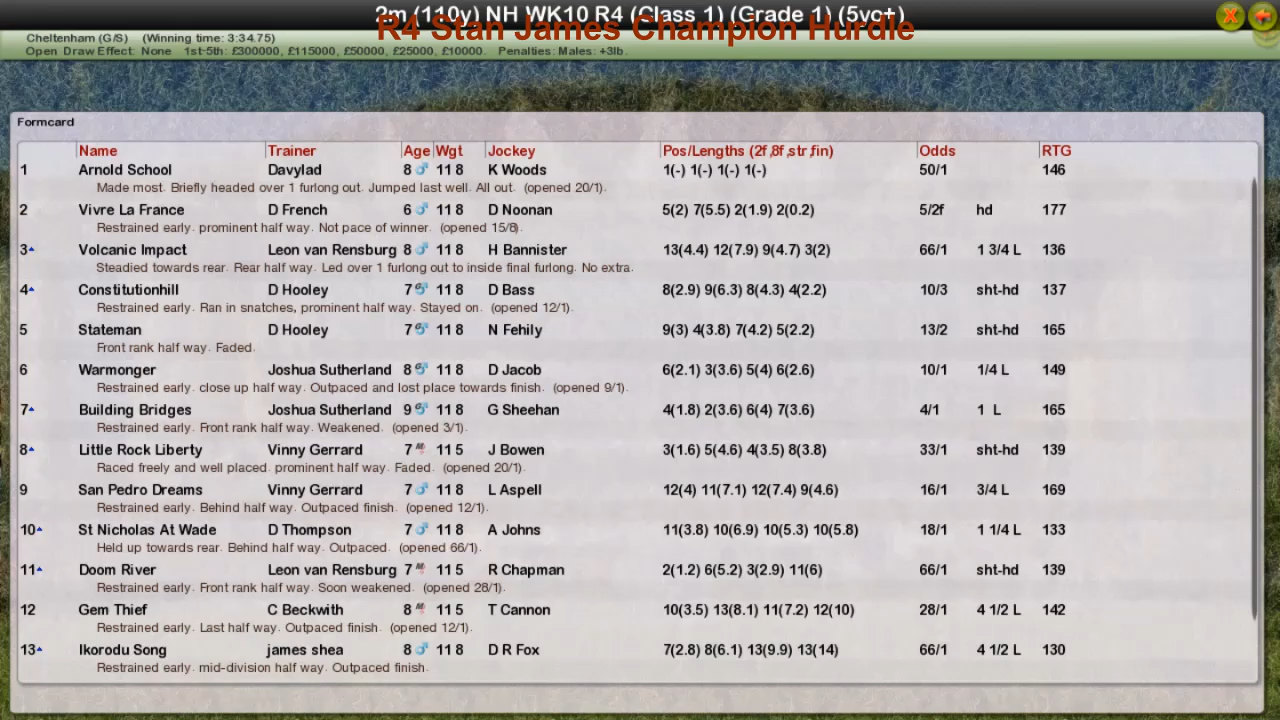 2m (110y) NH WK10 R4 (Class 1) (Grade 1) (5yo+)
R4 Stan James Champion Hurdle
Cheltenham (G/S) (Winning time: 3:34.75)
Open Draw Effect: None 1st-5th: £300000, £115000, £50000, £25000, £10000. Penalties: Males: +3lb.
Formcard
Name Trainer Age Wgt Jockey Pos/Lengths (2f,8f,str,fin) Odds RTG
1 Arnold School Davylad 8 11 8 K Woods 1(-) 1(-) 1(-) 1(-) 50/1 146
Made most. Briefly headed over 1 furlong out. Jumped last well. All out. (opened 20/1).
2 Vivre La France D French 6 11 8 D Noonan 5(2) 7(5.5) 2(1.9) 2(0.2) 5/2f hd 177
Restrained early. prominent half way. Not pace of winner. (opened 15/8).
3 Volcanic Impact Leon van Rensburg 8 11 8 H Bannister 13(4.4) 12(7.9) 9(4.7) 3(2) 66/1 1 3/4 L 136
Steadied towards rear. Rear half way. Led over 1 furlong out to inside final furlong. No extra.
4 Constitutionhill D Hooley 7 11 8 D Bass 8(2.9) 9(6.3) 8(4.3) 4(2.2) 10/3 sht-hd 137
Restrained early. Ran in snatches, prominent half way. Stayed on. (opened 12/1).
5 Stateman D Hooley 7 11 8 N Fehily 9(3) 4(3.8) 7(4.2) 5(2.2) 13/2 sht-hd 165
Front rank half way. Faded.
6 Warmonger Joshua Sutherland 8 11 8 D Jacob 6(2.1) 3(3.6) 5(4) 6(2.6) 10/1 1/4 L 149
Restrained early. close up half way. Outpaced and lost place towards finish. (opened 9/1).
7 Building Bridges Joshua Sutherland 9 11 8 G Sheehan 4(1.8) 2(3.6) 6(4) 7(3.6) 4/1 1 L 165
Restrained early. Front rank half way. Weakened. (opened 3/1).
8 Little Rock Liberty Vinny Gerrard 7 11 5 J Bowen 3(1.6) 5(4.6) 4(3.5) 8(3.8) 33/1 sht-hd 139
Raced freely and well placed. prominent half way. Faded. (opened 20/1).
9 San Pedro Dreams Vinny Gerrard 7 11 8 L Aspell 12(4) 11(7.1) 12(7.4) 9(4.6) 16/1 3/4 L 169
Restrained early. Behind half way. Outpaced finish. (opened 12/1).
10 St Nicholas At Wade D Thompson 7 11 8 A Johns 11(3.8) 10(6.9) 10(5.3) 10(5.8) 18/1 1 1/4 L 133
Held up towards rear. Behind half way. Outpaced. (opened 66/1).
11 Doom River Leon van Rensburg 7 11 5 R Chapman 2(1.2) 6(5.2) 3(2.9) 11(6) 66/1 sht-hd 139
Restrained early. Front rank half way. Soon weakened. (opened 28/1).
12 Gem Thief C Beckwith 8 11 5 T Cannon 10(3.5) 13(8.1) 11(7.2) 12(10) 28/1 4 1/2 L 142
Restrained early. Last half way. Outpaced finish. (opened 12/1).
13 Ikorodu Song james shea 8 11 8 D R Fox 7(2.8) 8(6.1) 13(9.9) 13(14) 66/1 4 1/2 L 130
Restrained early. mid-division half way. Outpaced finish.